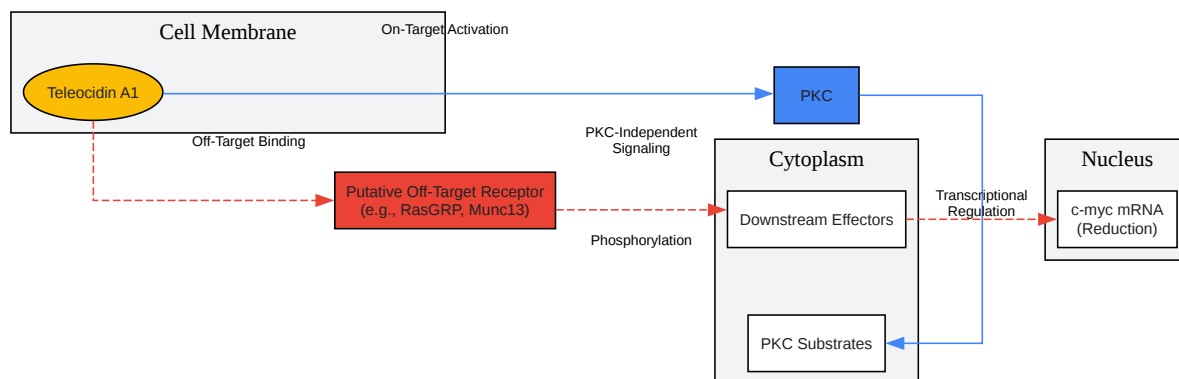 Cell Membrane
On-Target Activation
Teleocidin A1
PKC
Off-Target Binding
PKC-Independent
Signaling
Cytoplasm
Nucleus
Putative Off-Target Receptor
(e.g., RasGRP, Munc13)
Downstream Effectors
Transcriptional
Regulation
c-myc mRNA
(Reduction)
Phosphorylation
PKC Substrates